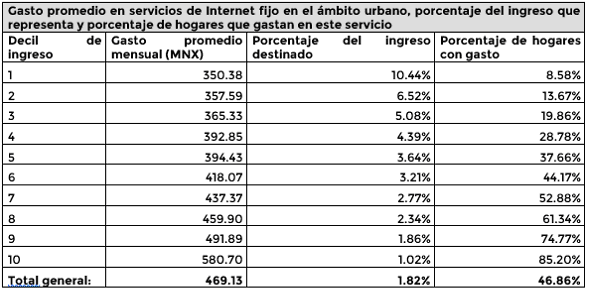 Gasto promedio en servicios de Internet fijo en el ámbito urbano, porcentaje del ingreso que
representa y porcentaje de hogares que gastan en este servicio
Decil de ingreso Gasto promedio mensual (MNX) Porcentaje del ingreso destinado Porcentaje de hogares con gasto
1 350.38 10.44% 8.58%
2 357.59 6.52% 13.67%
3 365.33 5.08% 19.86%
4 392.85 4.39% 28.78%
5 394.43 3.64% 37.66%
6 418.07 3.21% 44.17%
7 437.37 2.77% 52.88%
8 459.90 2.34% 61.34%
9 491.89 1.86% 74.77%
10 580.70 1.02% 85.20%
Total general: 469.13 1.82% 46.86%